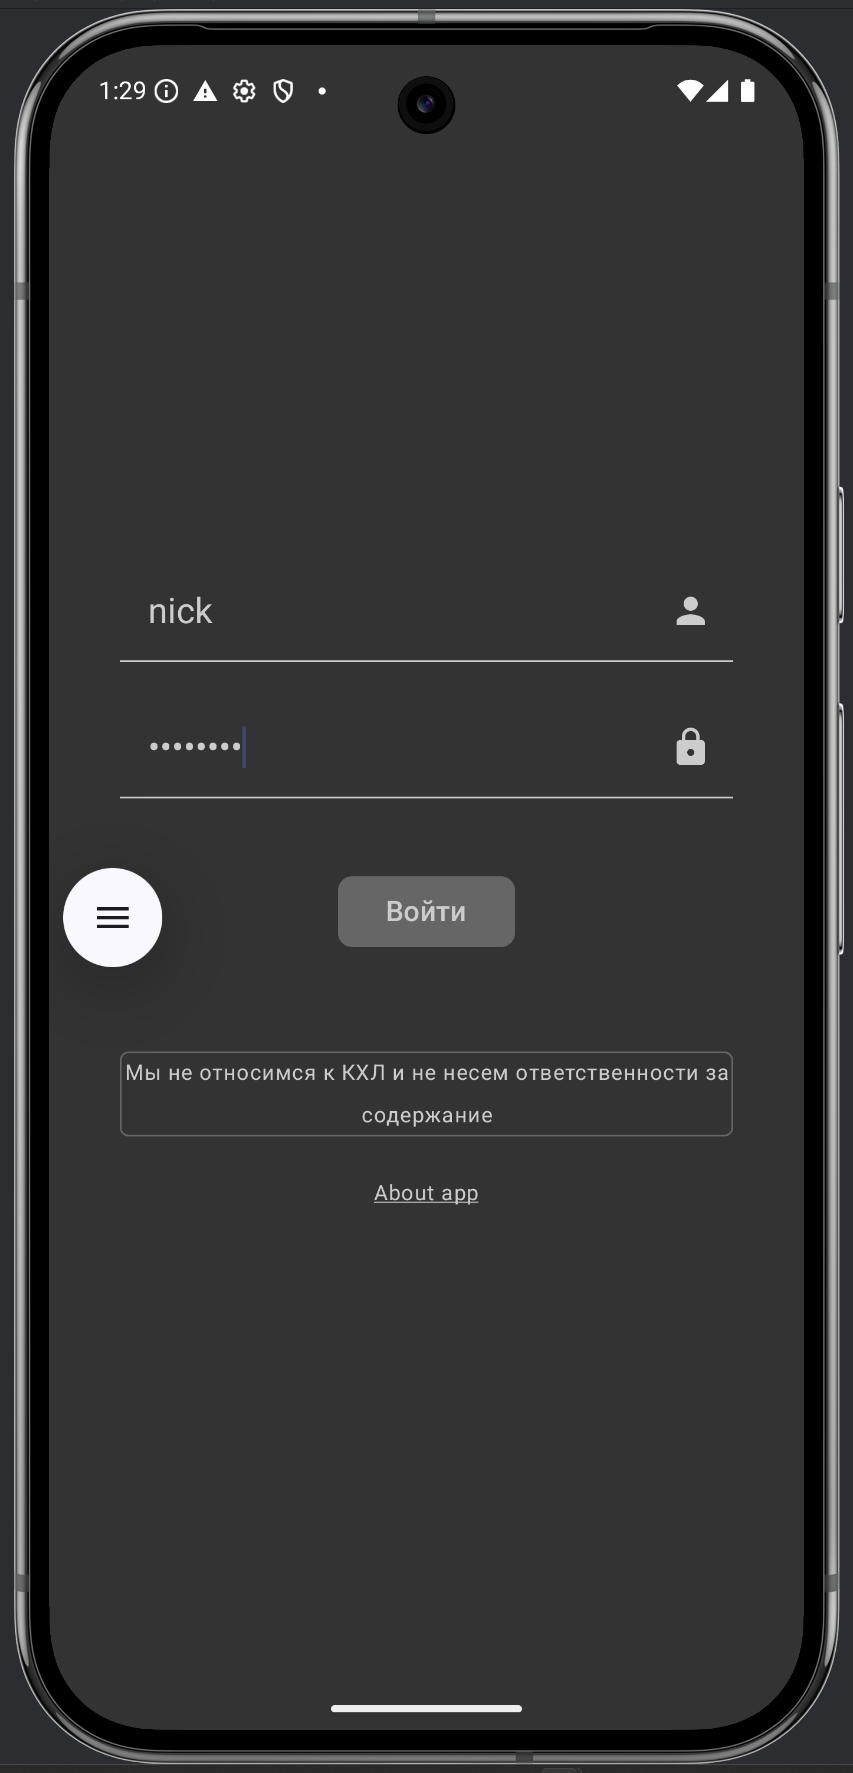 1:29
nick
••••••••
Войти
Мы не относимся к КХЛ и не несем ответственности за
содержание
About app